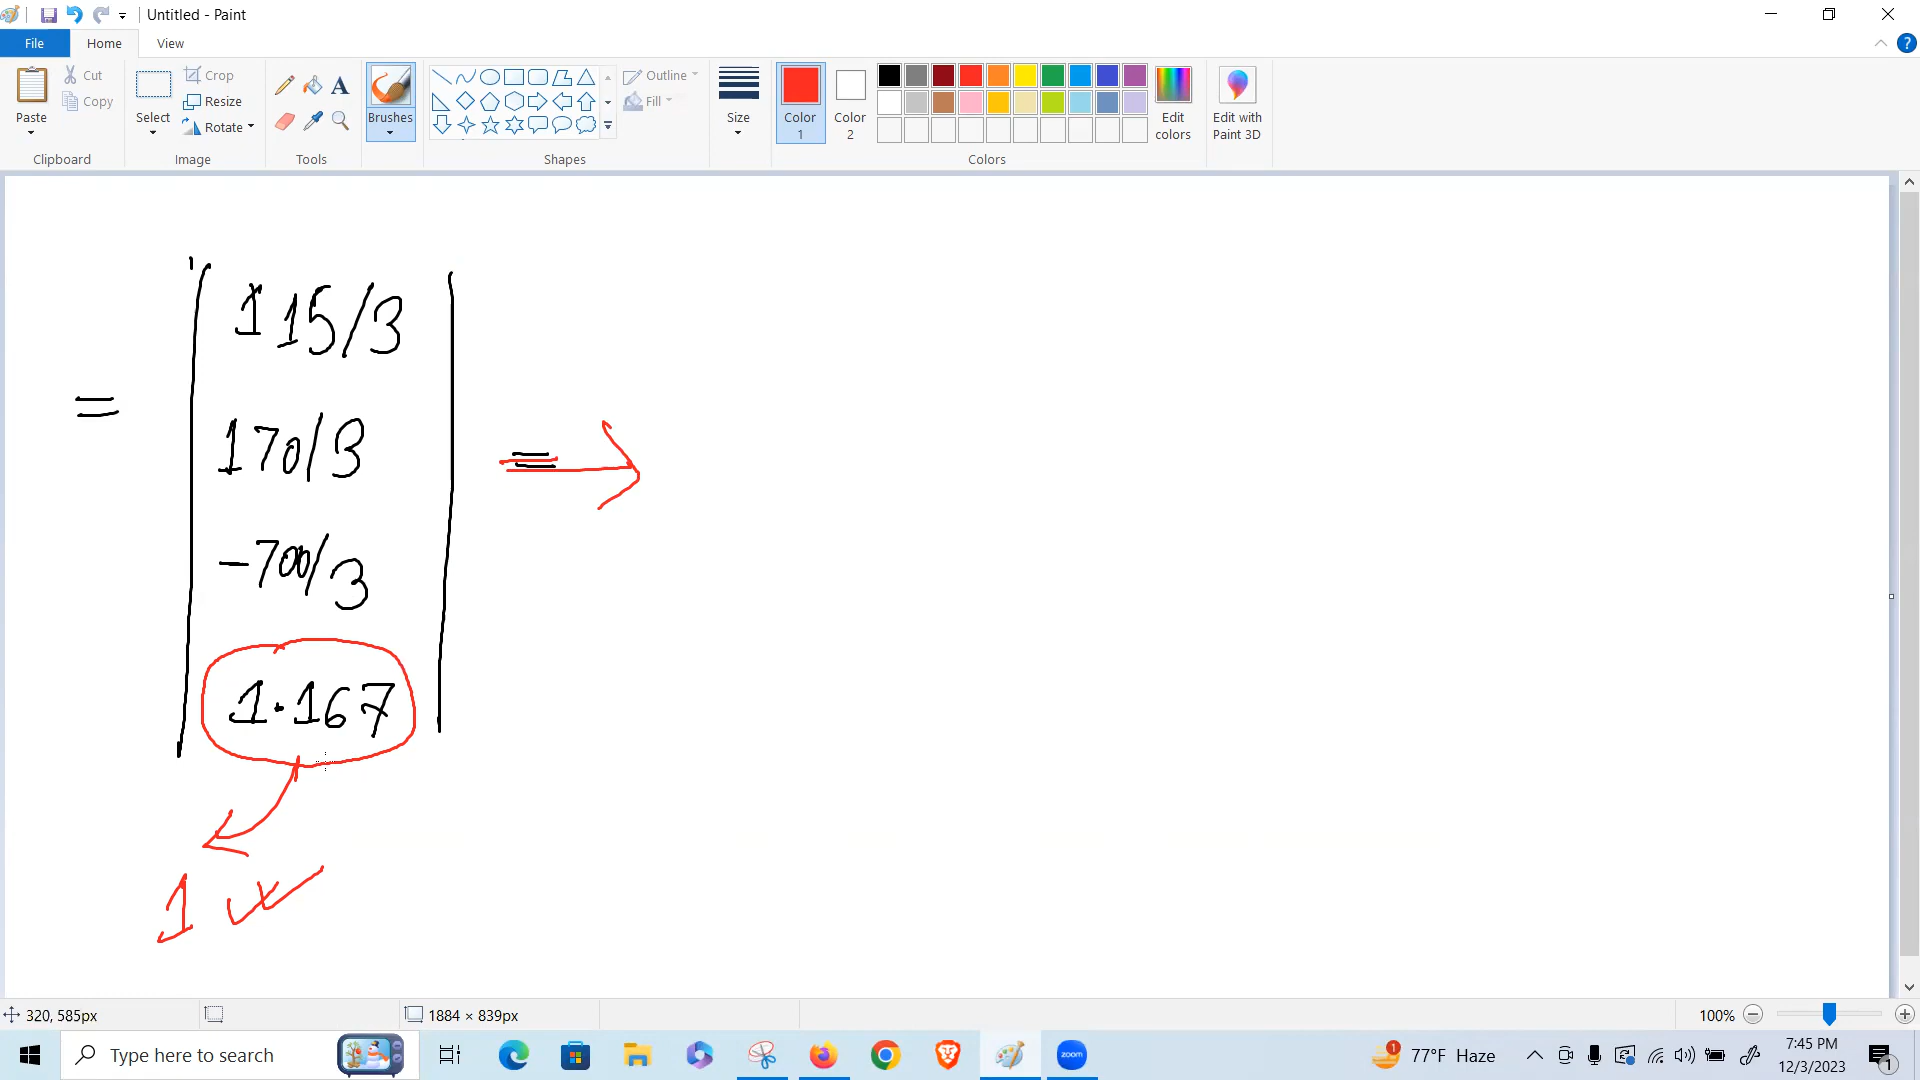 Untitled - Paint
File Home View
Paste
Cut
Copy
Clipboard
Select
Crop
Resize
Rotate
Image
Tools
Brushes
Shapes
Outline
Fill
Size
Color 1
Color 2
Colors
Edit colors
Edit with Paint 3D
115/3
=
170/3
=
-700/3
1.167
1
320, 585px
1884 × 839px
100%
Type here to search
zoom
1
77°F Haze
7:45 PM
12/3/2023
1